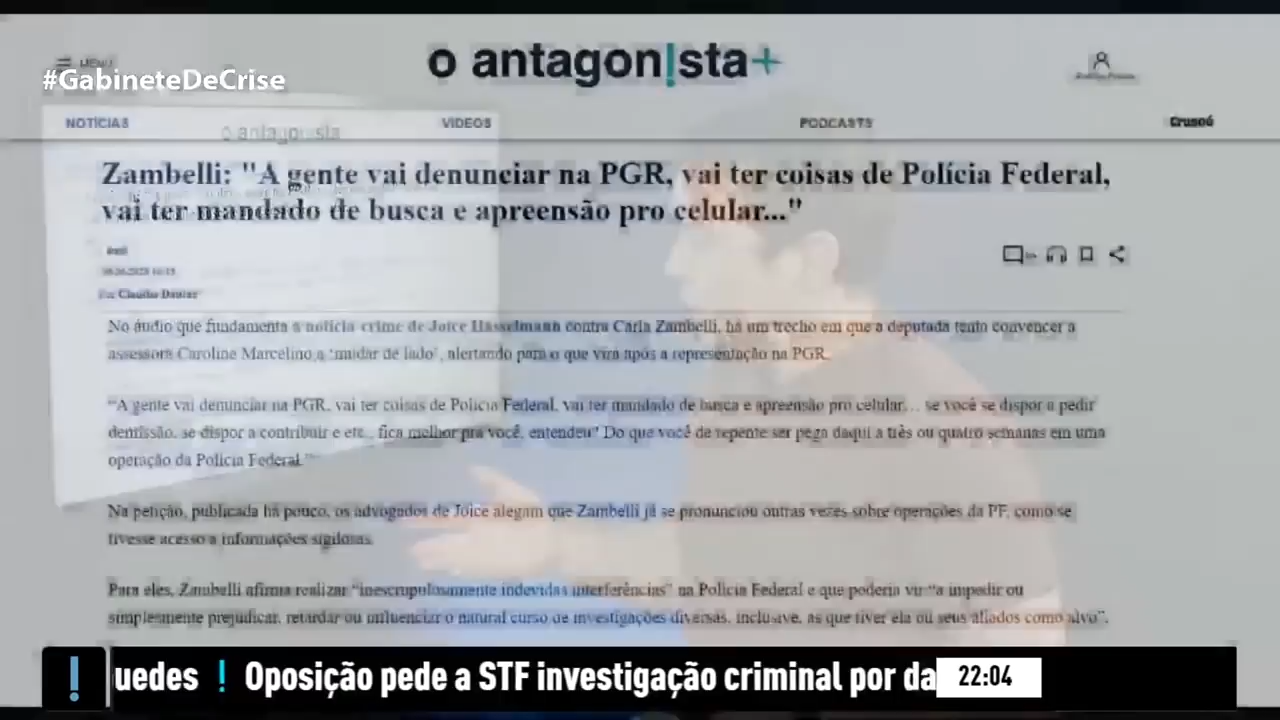 #GabineteDeCrise
MENU
o antagon!sta+
NOTÍCIAS
VIDEOS
PODCASTS
Crusoé
o antagonista
Zambelli: "A gente vai denunciar na PGR, vai ter coisas de Polícia Federal,
vai ter mandado de busca e apreensão pro celular..."
Brasil
Por Claudio Dantas
No áudio que fundamenta a notícia crime de Joice Hasselmann contra Carla Zambelli, há um trecho em que a deputada tenta convencer a
assessora Caroline Marcelino a 'mudar de lado', alertando para o que virá após a representação na PGR.
“A gente vai denunciar na PGR, vai ter coisas de Polícia Federal, vai ter mandado de busca e apreensão pro celular… se você se dispor a pedir
demissão, se dispor a contribuir e etc., fica melhor pra você, entendeu? Do que você de repente ser pega daqui a três ou quatro semanas em uma
operação da Polícia Federal.”
Na petição, publicada há pouco, os advogados de Joice alegam que Zambelli já se pronunciou outras vezes sobre operações da PF, como se
tivesse acesso a informações sigilosas.
Para eles, Zambelli afirma realizar “inescrupulosamente indevidas interferências” na Polícia Federal e que poderia vir “a impedir ou
simplesmente prejudicar, retardar ou influenciar o natural curso de investigações diversas, inclusive, as que tiver ela ou seus aliados como alvo”.
! uedes ! Oposição pede a STF investigação criminal por da
22:04